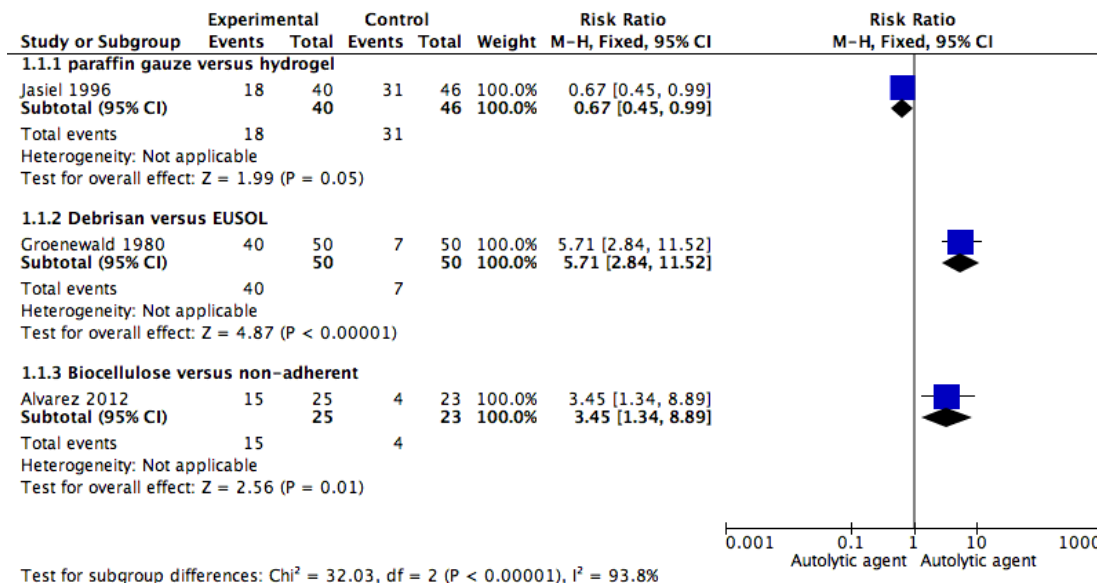 Experimental Control Risk Ratio Risk Ratio
Study or Subgroup Events Total Events Total Weight M-H, Fixed, 95% CI M-H, Fixed, 95% CI
1.1.1 paraffin gauze versus hydrogel
Jasiel 1996 18 40 31 46 100.0% 0.67 [0.45, 0.99]
Subtotal (95% CI) 40 46 100.0% 0.67 [0.45, 0.99]
Total events 18 31
Heterogeneity: Not applicable
Test for overall effect: Z = 1.99 (P = 0.05)
1.1.2 Debrisan versus EUSOL
Groenewald 1980 40 50 7 50 100.0% 5.71 [2.84, 11.52]
Subtotal (95% CI) 50 50 100.0% 5.71 [2.84, 11.52]
Total events 40 7
Heterogeneity: Not applicable
Test for overall effect: Z = 4.87 (P < 0.00001)
1.1.3 Biocellulose versus non-adherent
Alvarez 2012 15 25 4 23 100.0% 3.45 [1.34, 8.89]
Subtotal (95% CI) 25 23 100.0% 3.45 [1.34, 8.89]
Total events 15 4
Heterogeneity: Not applicable
Test for overall effect: Z = 2.56 (P = 0.01)
0.001 0.1 1 10 1000
Autolytic agent Autolytic agent
Test for subgroup differences: Chi² = 32.03, df = 2 (P < 0.00001), I² = 93.8%